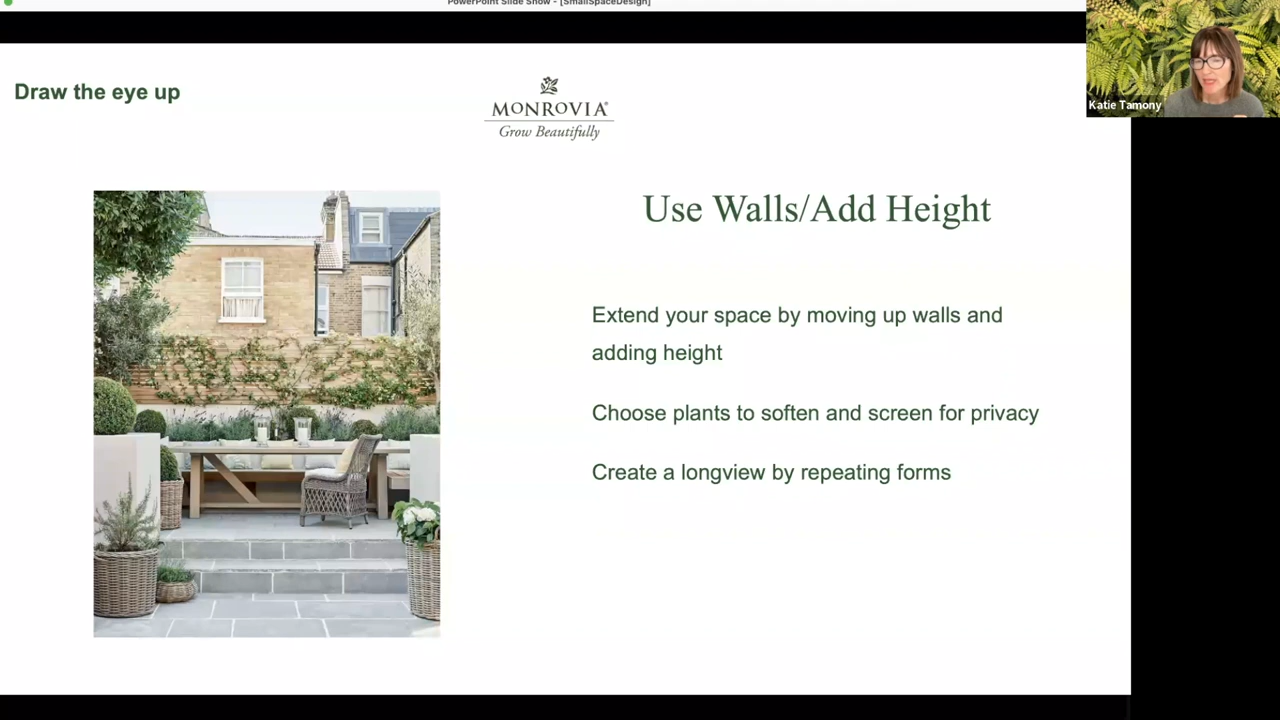 PowerPoint Slide Show - [SmallSpaceDesign]
Draw the eye up
MONROVIA®
Grow Beautifully
Katie Tamony
Use Walls/Add Height
Extend your space by moving up walls and
adding height
Choose plants to soften and screen for privacy
Create a longview by repeating forms